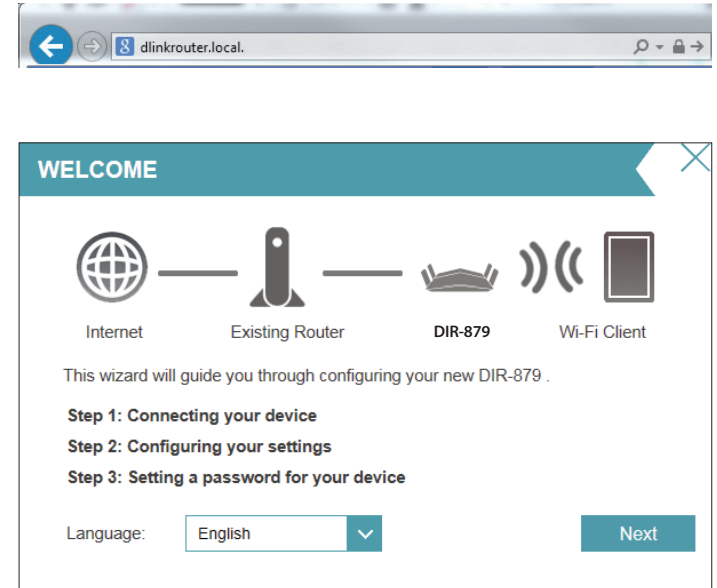 dlinkrouter.local.
WELCOME
Internet
Existing Router
DIR-879
Wi-Fi Client
This wizard will guide you through configuring your new DIR-879 .
Step 1: Connecting your device
Step 2: Configuring your settings
Step 3: Setting a password for your device
Language:
English
Next